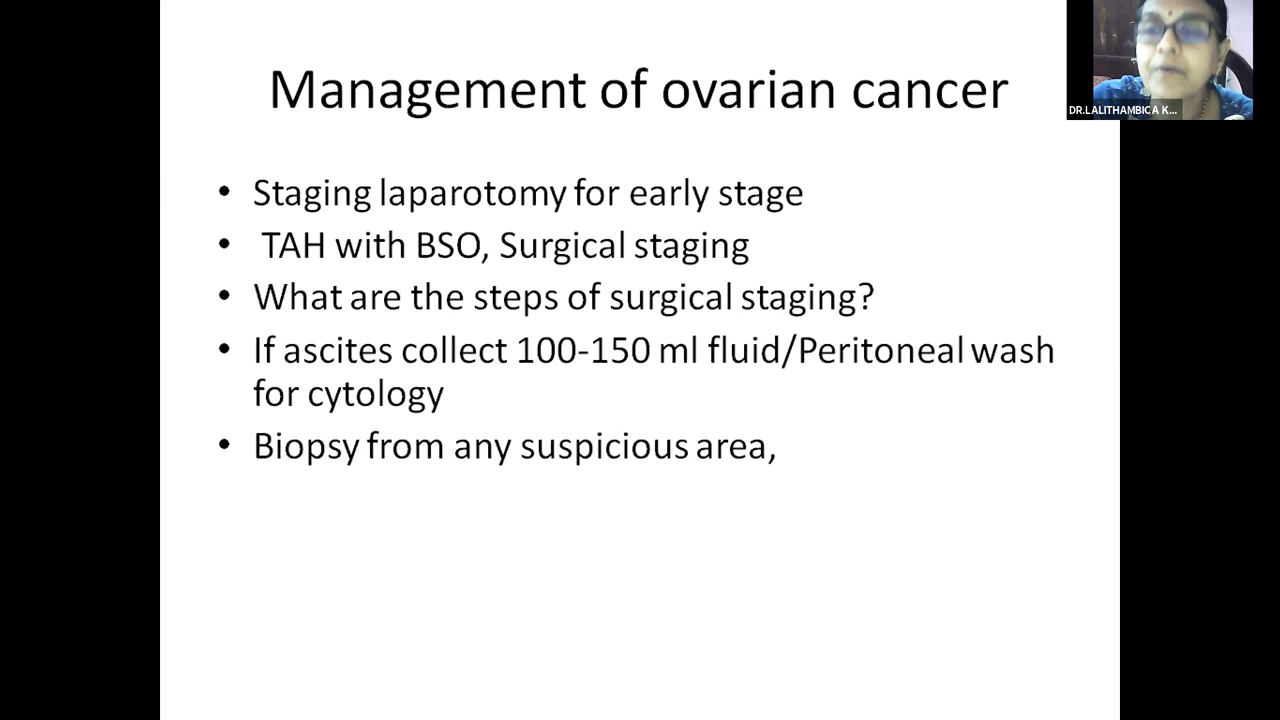 Management of ovarian cancer
DR.LALITHAMBICA K...
• Staging laparotomy for early stage
• TAH with BSO, Surgical staging
• What are the steps of surgical staging?
• If ascites collect 100-150 ml fluid/Peritoneal wash
for cytology
• Biopsy from any suspicious area,